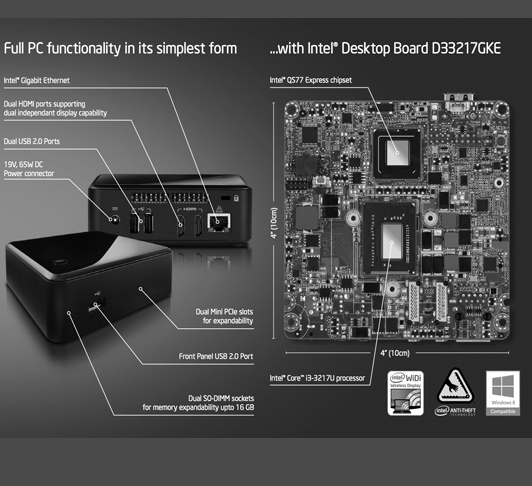 Full PC functionality in its simplest form
...with Intel® Desktop Board D33217GKE
Intel® Gigabit Ethernet
Dual HDMI ports supporting
dual independant display capability
Dual USB 2.0 Ports
19V, 65W DC
Power connector
Dual Mini PCIe slots
for expandability
Front Panel USB 2.0 Port
Dual SO-DIMM sockets
for memory expandability upto 16 GB
Intel® QS77 Express chipset
4" (10cm)
4" (10cm)
Intel® Core™ i3-3217U processor
intel WiDi
Wireless Display
intel ANTI-THEFT
TECHNOLOGY
Windows 8
Compatible